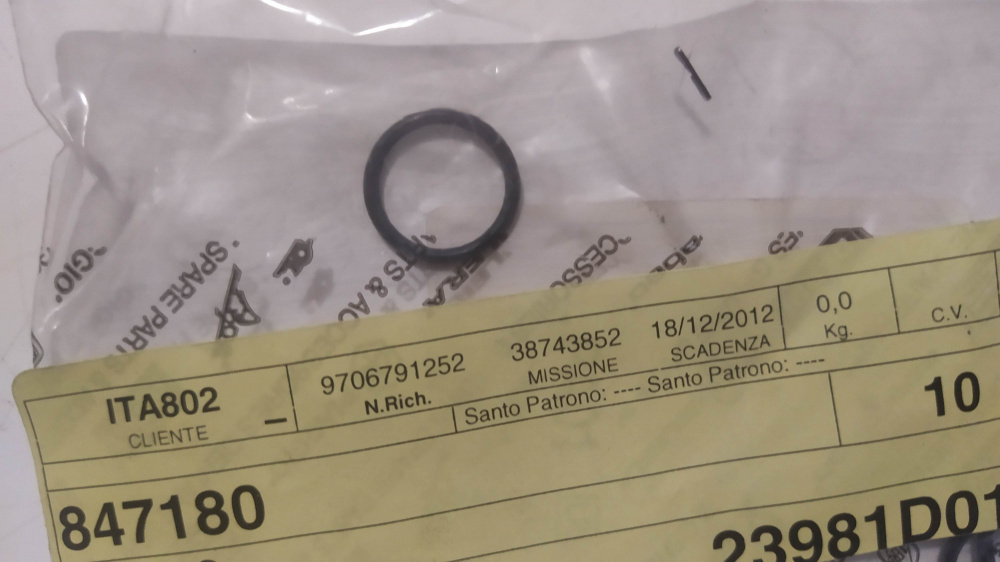 SPARE PART
ITA802
CLIENTE
9706791252
N.Rich.
38743852
MISSIONE
18/12/2012
SCADENZA
0,0
Kg.
C.V.
Santo Patrono: ---- Santo Patrono: ----
10
847180
23981D01